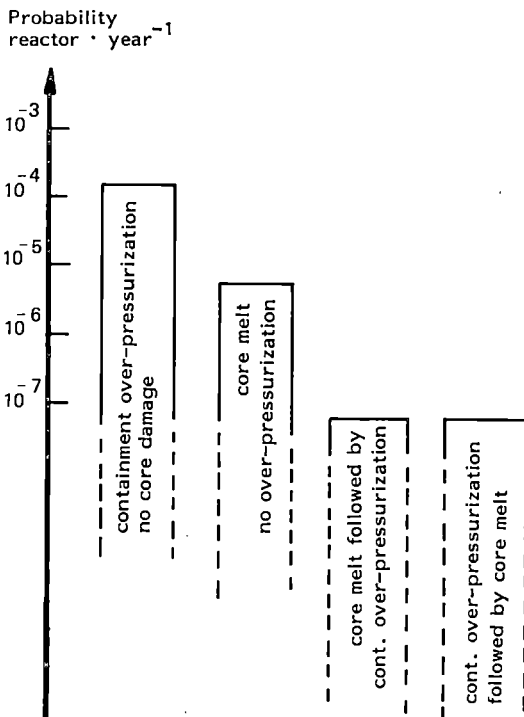 Probability
reactor · year⁻¹
10⁻³
10⁻⁴
10⁻⁵
10⁻⁶
10⁻⁷
containment over-pressurization
no core damage
core melt
no over-pressurization
core melt followed by
cont. over-pressurization
cont. over-pressurization
followed by core melt